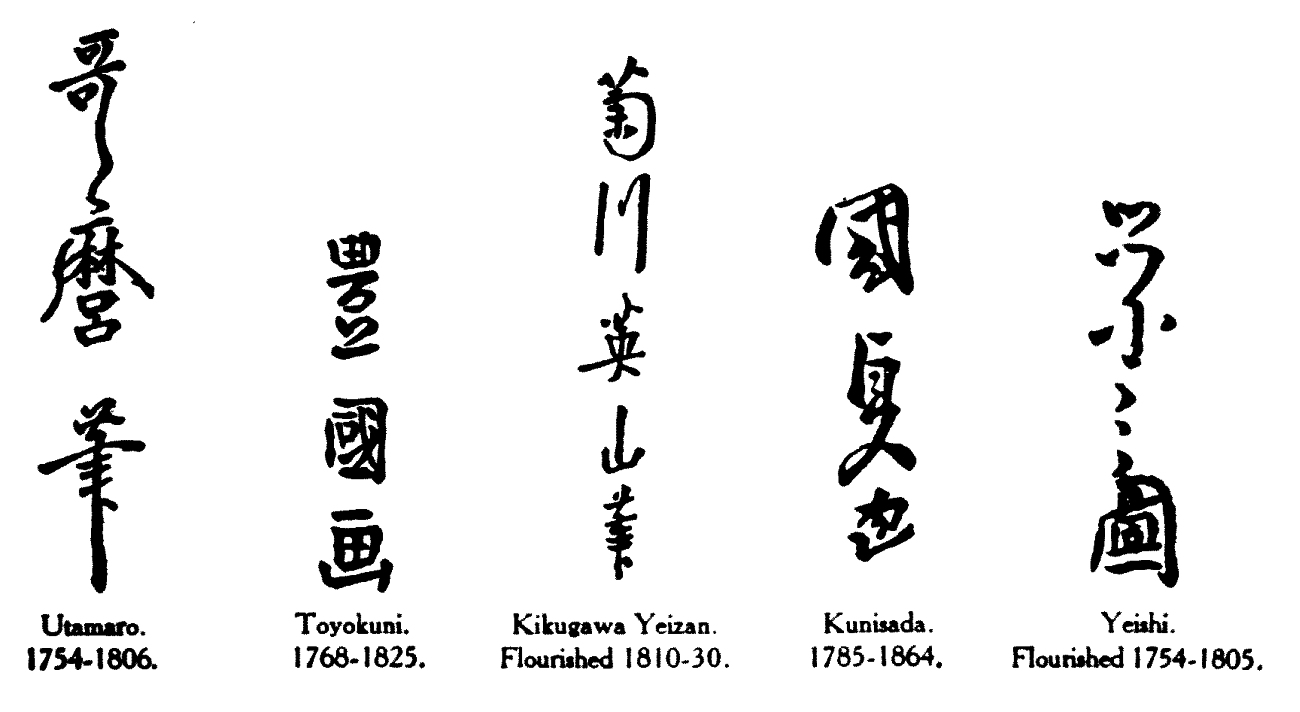 哥麿筆
Utamaro.
1754-1806.
豊國画
Toyokuni.
1768-1825.
菊川英山筆
Kikugawa Yeizan.
Flourished 1810-30.
國貞画
Kunisada.
1785-1864.
栄之圖
Yeishi.
Flourished 1754-1805.